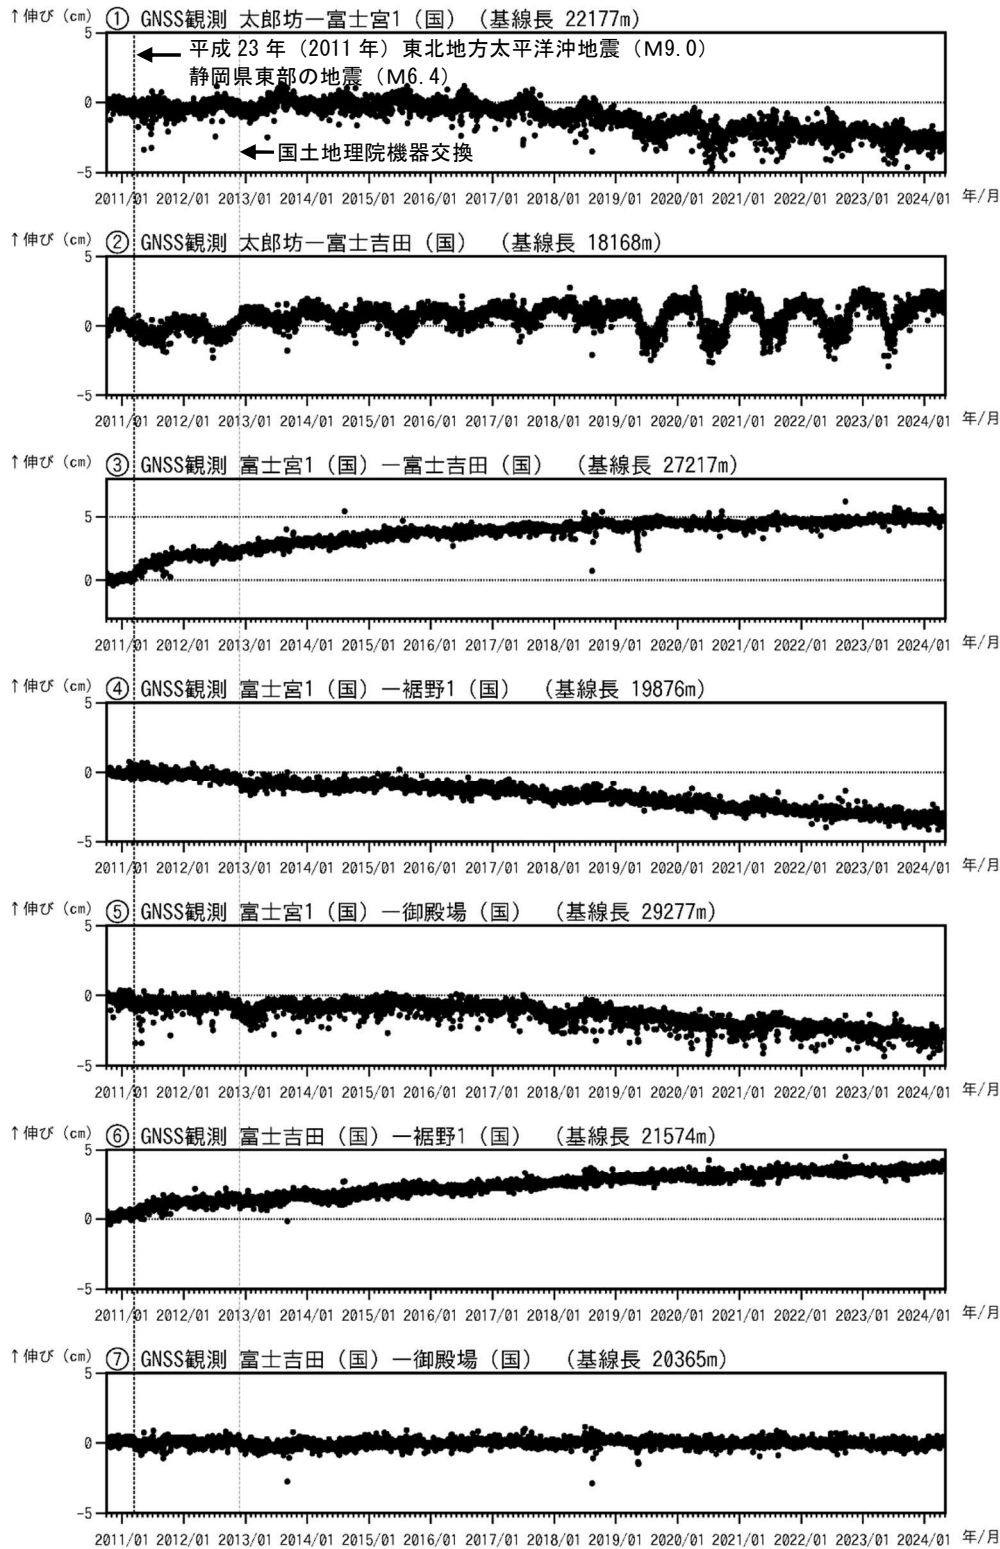 ↑伸び（cm） ① GNSS観測 太郎坊―富士宮1（国）（基線長 22177m）
5
平成 23 年（2011 年）東北地方太平洋沖地震（M9.0）
静岡県東部の地震（M6.4）
0
国土地理院機器交換
-5
2011/01 2012/01 2013/01 2014/01 2015/01 2016/01 2017/01 2018/01 2019/01 2020/01 2021/01 2022/01 2023/01 2024/01 年/月
↑伸び（cm） ② GNSS観測 太郎坊―富士吉田（国） （基線長 18168m）
5
0
-5
2011/01 2012/01 2013/01 2014/01 2015/01 2016/01 2017/01 2018/01 2019/01 2020/01 2021/01 2022/01 2023/01 2024/01 年/月
↑伸び（cm） ③ GNSS観測 富士宮1（国）―富士吉田（国） （基線長 27217m）
5
0
2011/01 2012/01 2013/01 2014/01 2015/01 2016/01 2017/01 2018/01 2019/01 2020/01 2021/01 2022/01 2023/01 2024/01 年/月
↑伸び（cm） ④ GNSS観測 富士宮1（国）―裾野1（国） （基線長 19876m）
5
0
-5
2011/01 2012/01 2013/01 2014/01 2015/01 2016/01 2017/01 2018/01 2019/01 2020/01 2021/01 2022/01 2023/01 2024/01 年/月
↑伸び（cm） ⑤ GNSS観測 富士宮1（国）―御殿場（国） （基線長 29277m）
5
0
-5
2011/01 2012/01 2013/01 2014/01 2015/01 2016/01 2017/01 2018/01 2019/01 2020/01 2021/01 2022/01 2023/01 2024/01 年/月
↑伸び（cm） ⑥ GNSS観測 富士吉田（国）―裾野1（国） （基線長 21574m）
5
0
-5
2011/01 2012/01 2013/01 2014/01 2015/01 2016/01 2017/01 2018/01 2019/01 2020/01 2021/01 2022/01 2023/01 2024/01 年/月
↑伸び（cm） ⑦ GNSS観測 富士吉田（国）―御殿場（国） （基線長 20365m）
5
0
-5
2011/01 2012/01 2013/01 2014/01 2015/01 2016/01 2017/01 2018/01 2019/01 2020/01 2021/01 2022/01 2023/01 2024/01 年/月